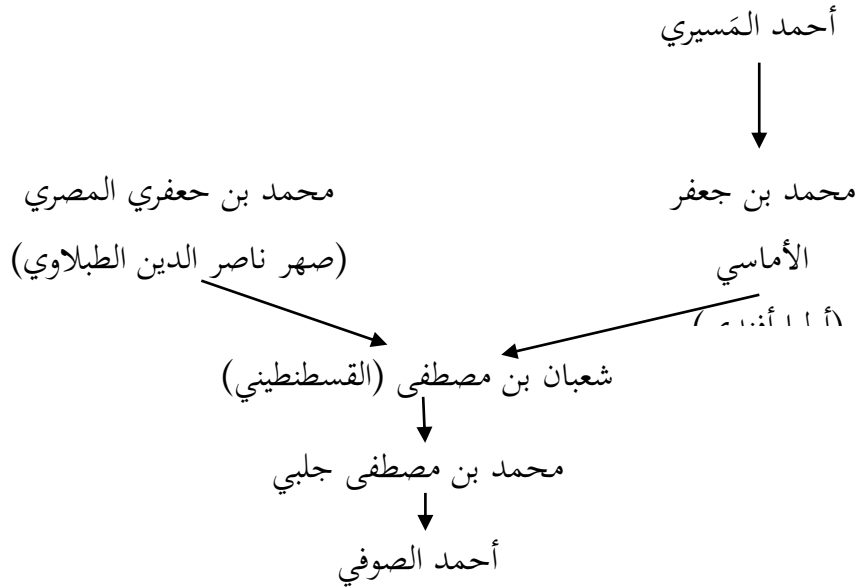 أحمد المَسيري
محمد بن جعفر
الأماسي
محمد بن حعفري المصري
(صهر ناصر الدين الطبلاوي)
شعبان بن مصطفى (القسطنطيني)
محمد بن مصطفى جلبي
أحمد الصوفي